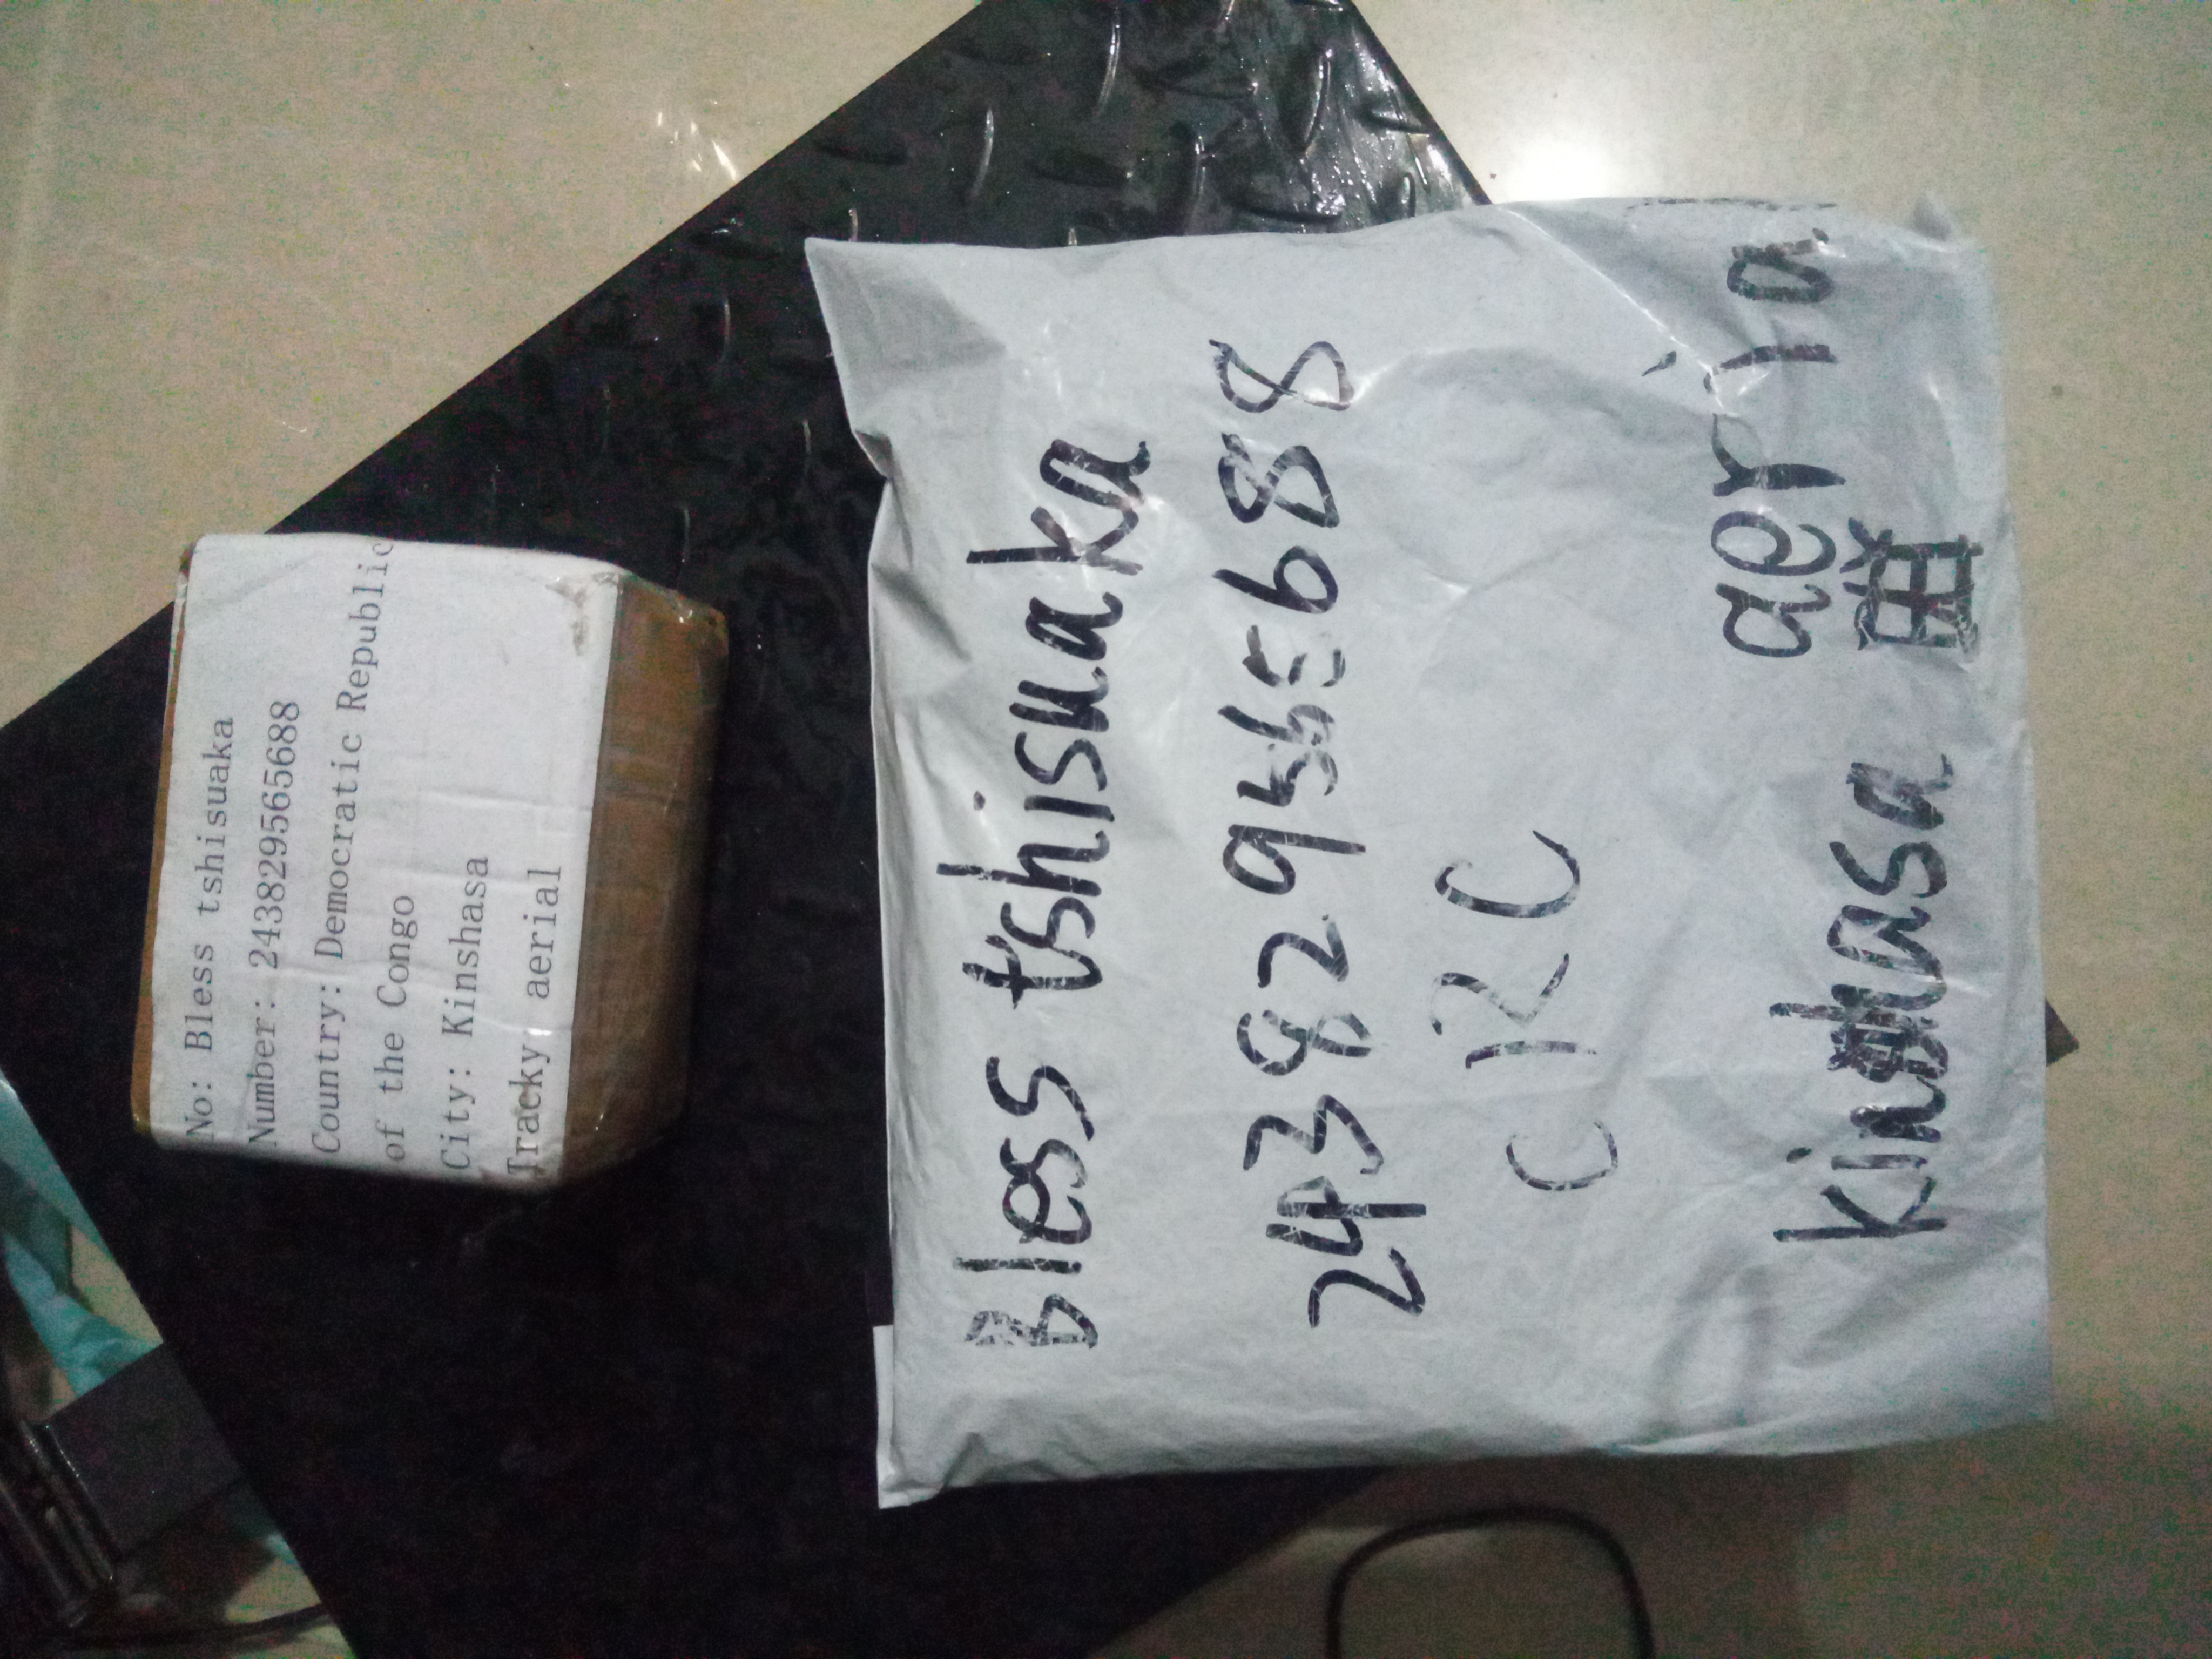 No: Bless tshisuaka
Number: 243829565688
Country: Democratic Republic
of the Congo
City: Kinshasa
Tracky: aerial
Bless tshisuaka
243829565688
CRC
aeria
kinshasa